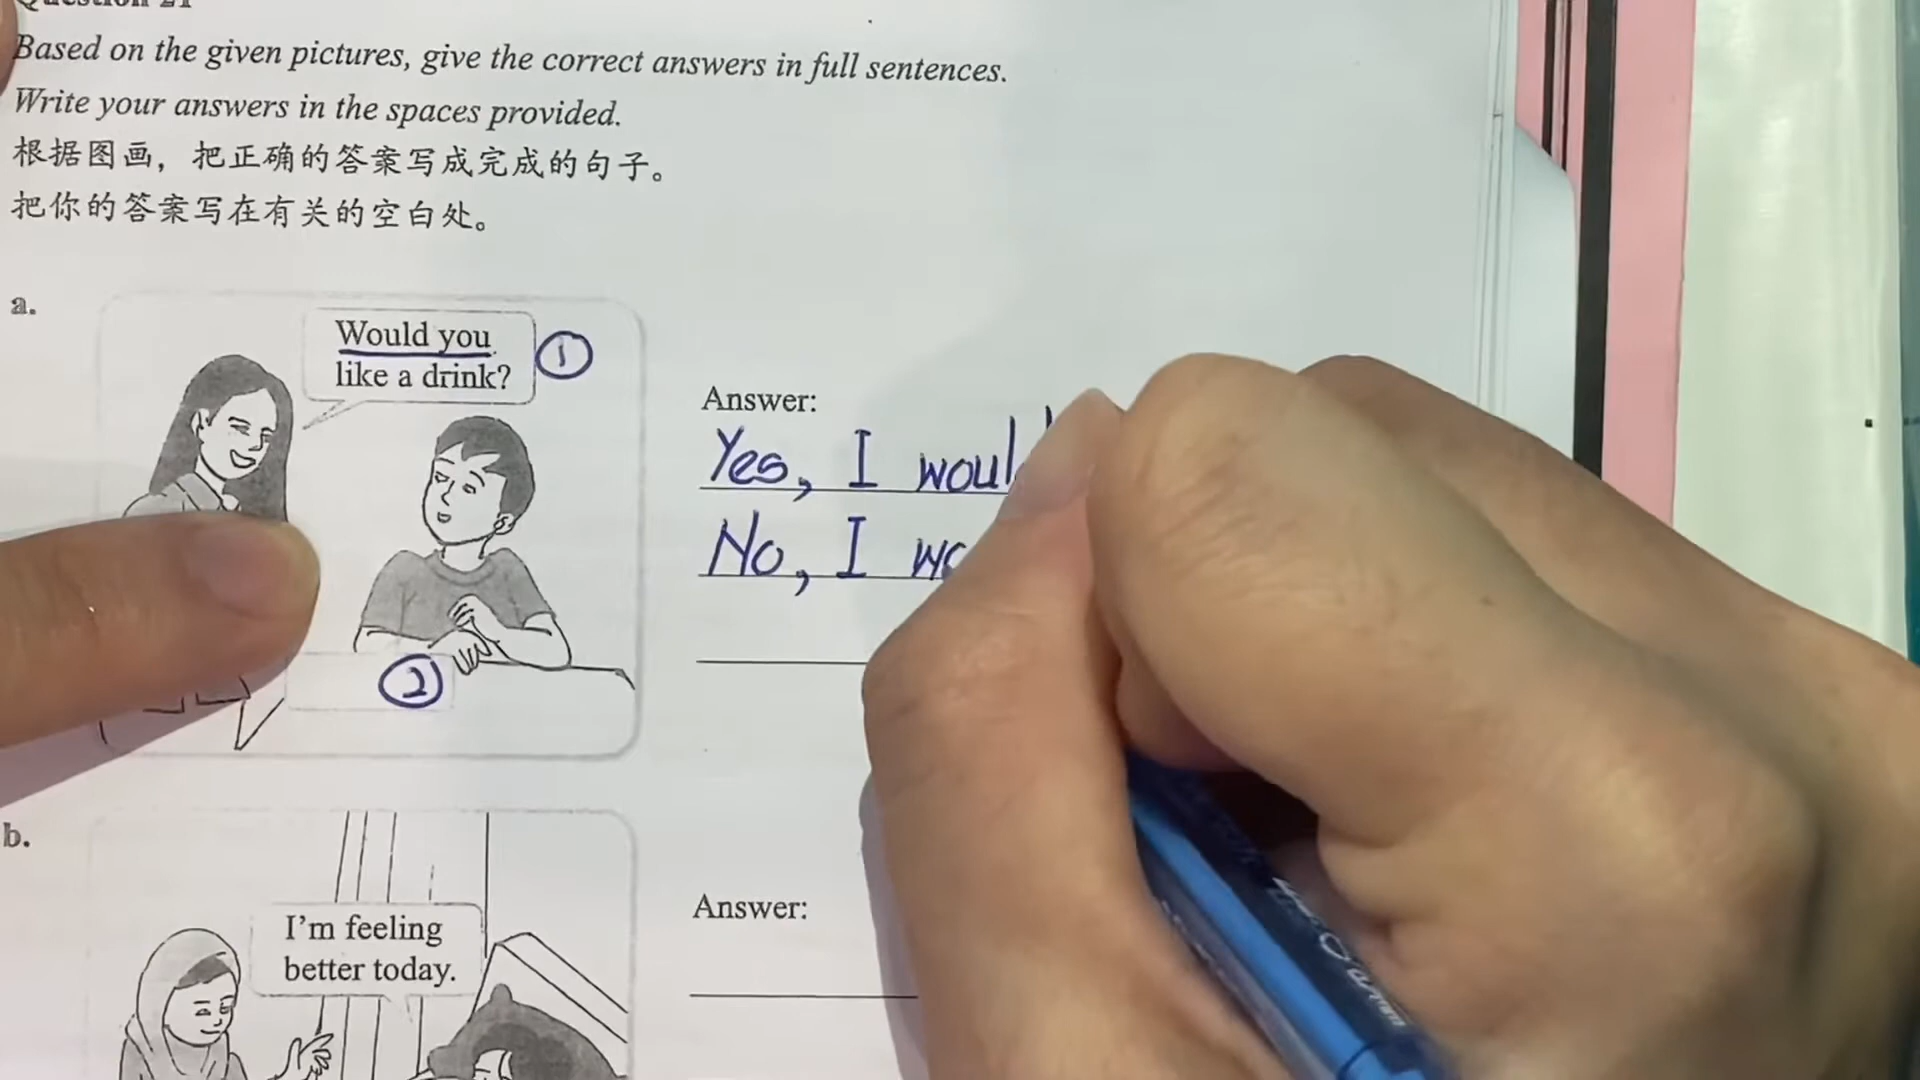 Question 21
Based on the given pictures, give the correct answers in full sentences.
Write your answers in the spaces provided.
根据图画，把正确的答案写成完成的句子。
把你的答案写在有关的空白处。
a.
Would you
like a drink?
1
Answer:
Yes, I
No, I
2
b.
I'm feeling
better today.
Answer: